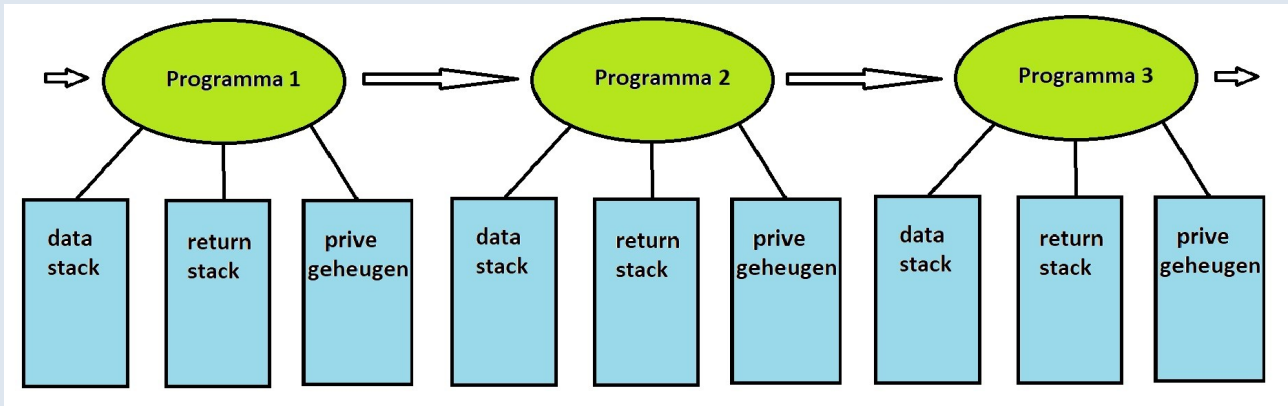 Programma 1
Programma 2
Programma 3
data
stack
return
stack
prive
geheugen
data
stack
return
stack
prive
geheugen
data
stack
return
stack
prive
geheugen